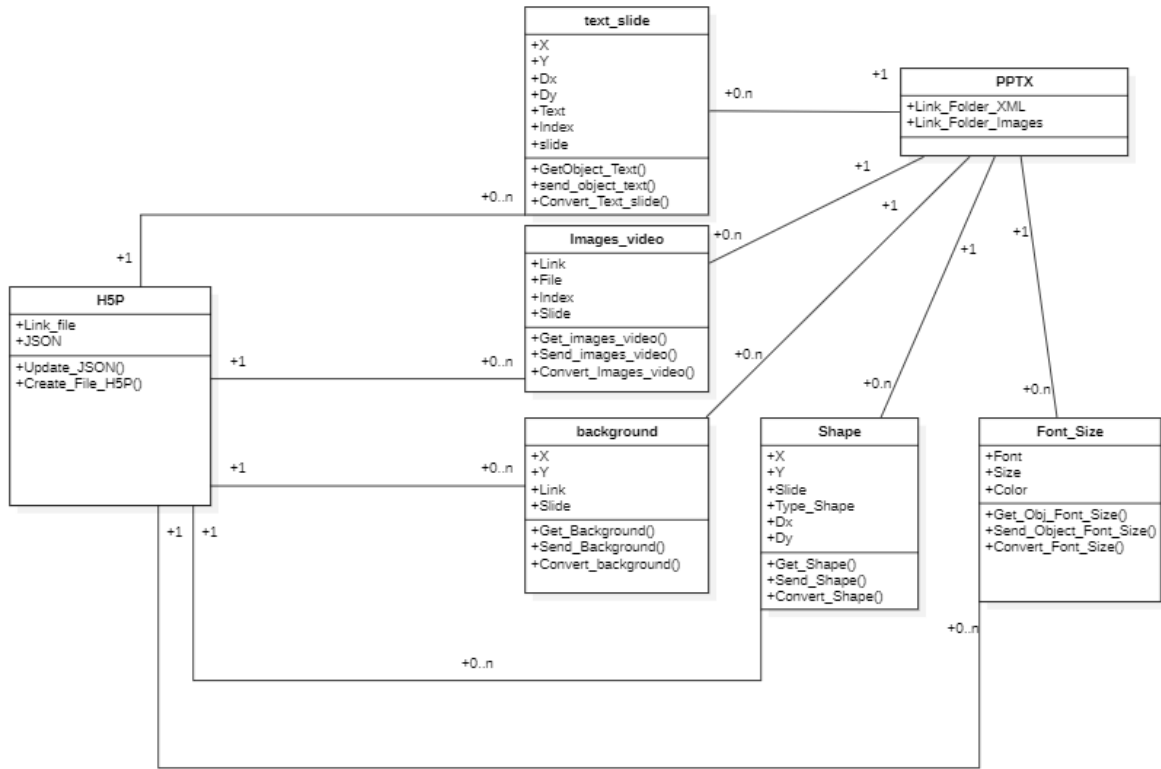 text_slide
+X
+Y
+Dx
+Dy
+Text
+Index
+slide
+GetObject_Text()
+send_object_text()
+Convert_Text_slide()
+0.n
+1
PPTX
+Link_Folder_XML
+Link_Folder_Images
+0..n
+1
+1
+0.n
+1
+1
+1
Images_video
+Link
+File
+Index
+Slide
+Get_images_video()
+Send_images_video()
+Convert_Images_video()
H5P
+Link_file
+JSON
+Update_JSON()
+Create_File_H5P()
+1
+0..n
+0..n
+0.n
+0.n
background
+X
+Y
+Link
+Slide
+Get_Background()
+Send_Background()
+Convert_background()
+1
+0..n
Shape
+X
+Y
+Slide
+Type_Shape
+Dx
+Dy
+Get_Shape()
+Send_Shape()
+Convert_Shape()
Font_Size
+Font
+Size
+Color
+Get_Obj_Font_Size()
+Send_Object_Font_Size()
+Convert_Font_Size()
+1
+1
+0..n
+0..n